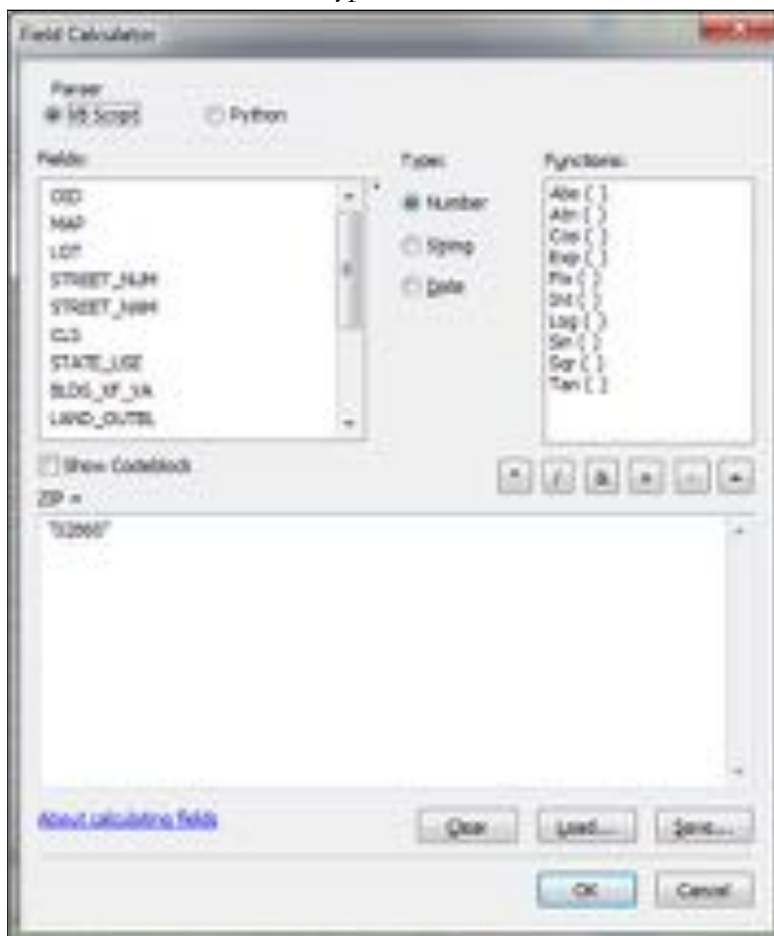 Field Calculator
Parser
VB Script Python
Fields: Type: Functions:
OID
MAP
LOT
STREET_NUM
STREET_NAM
STATE_USE
BLDG_XF_VA
LAND_OUTBL
Number
String
Date
Abs ( )
Atn ( )
Cos ( )
Exp ( )
Fix ( )
Int ( )
Log ( )
Sin ( )
Sqr ( )
Tan ( )
Show Codeblock
* / & + - =
ZIP =
About calculating fields
Clear Load... Save...
OK Cancel